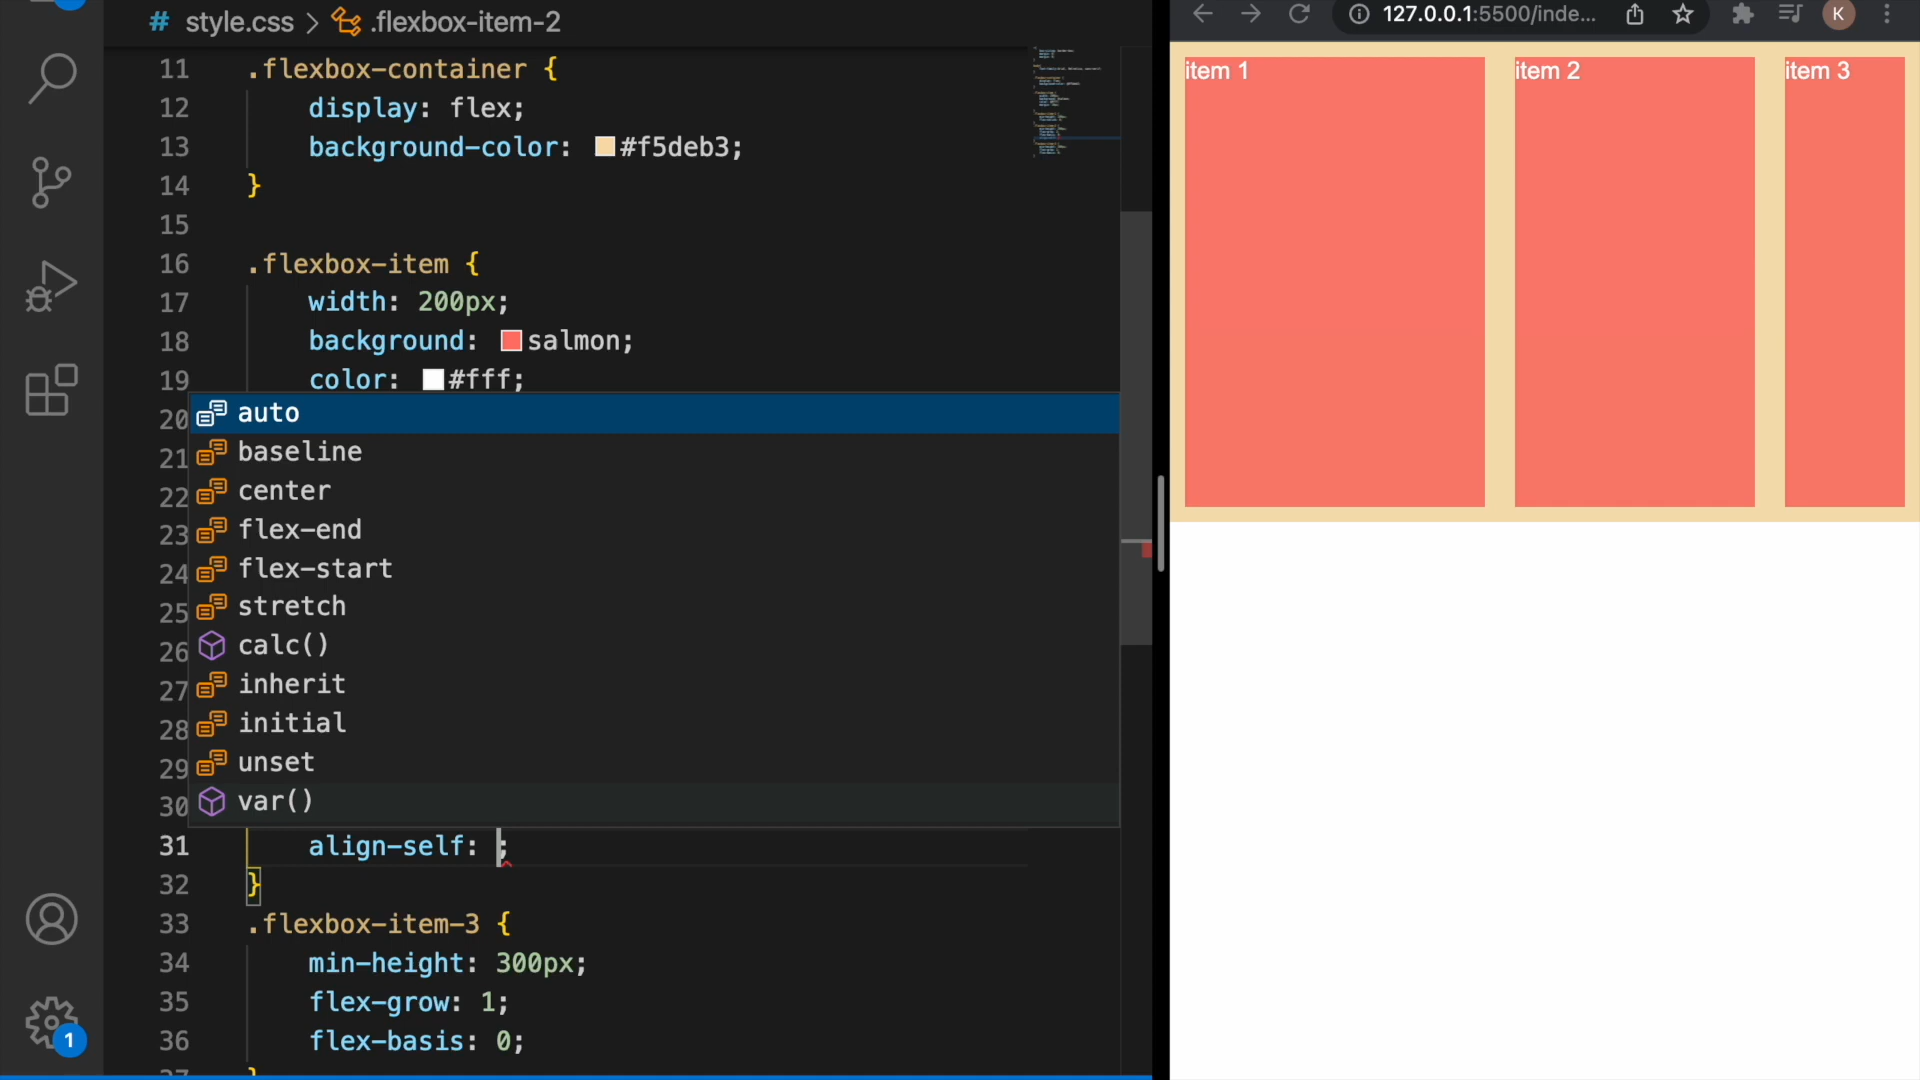 # style.css > .flexbox-item-2
11 .flexbox-container {
12 display: flex;
13 background-color: #f5deb3;
14 }
15
16 .flexbox-item {
17 width: 200px;
18 background: salmon;
19 color: #fff;
20 auto
21 baseline
22 center
23 flex-end
24 flex-start
25 stretch
26 calc()
27 inherit
28 initial
29 unset
30 var()
31 align-self: ;
32 }
33 .flexbox-item-3 {
34 min-height: 300px;
35 flex-grow: 1;
36 flex-basis: 0;
1
127.0.0.1:5500/inde...
K
item 1
item 2
item 3